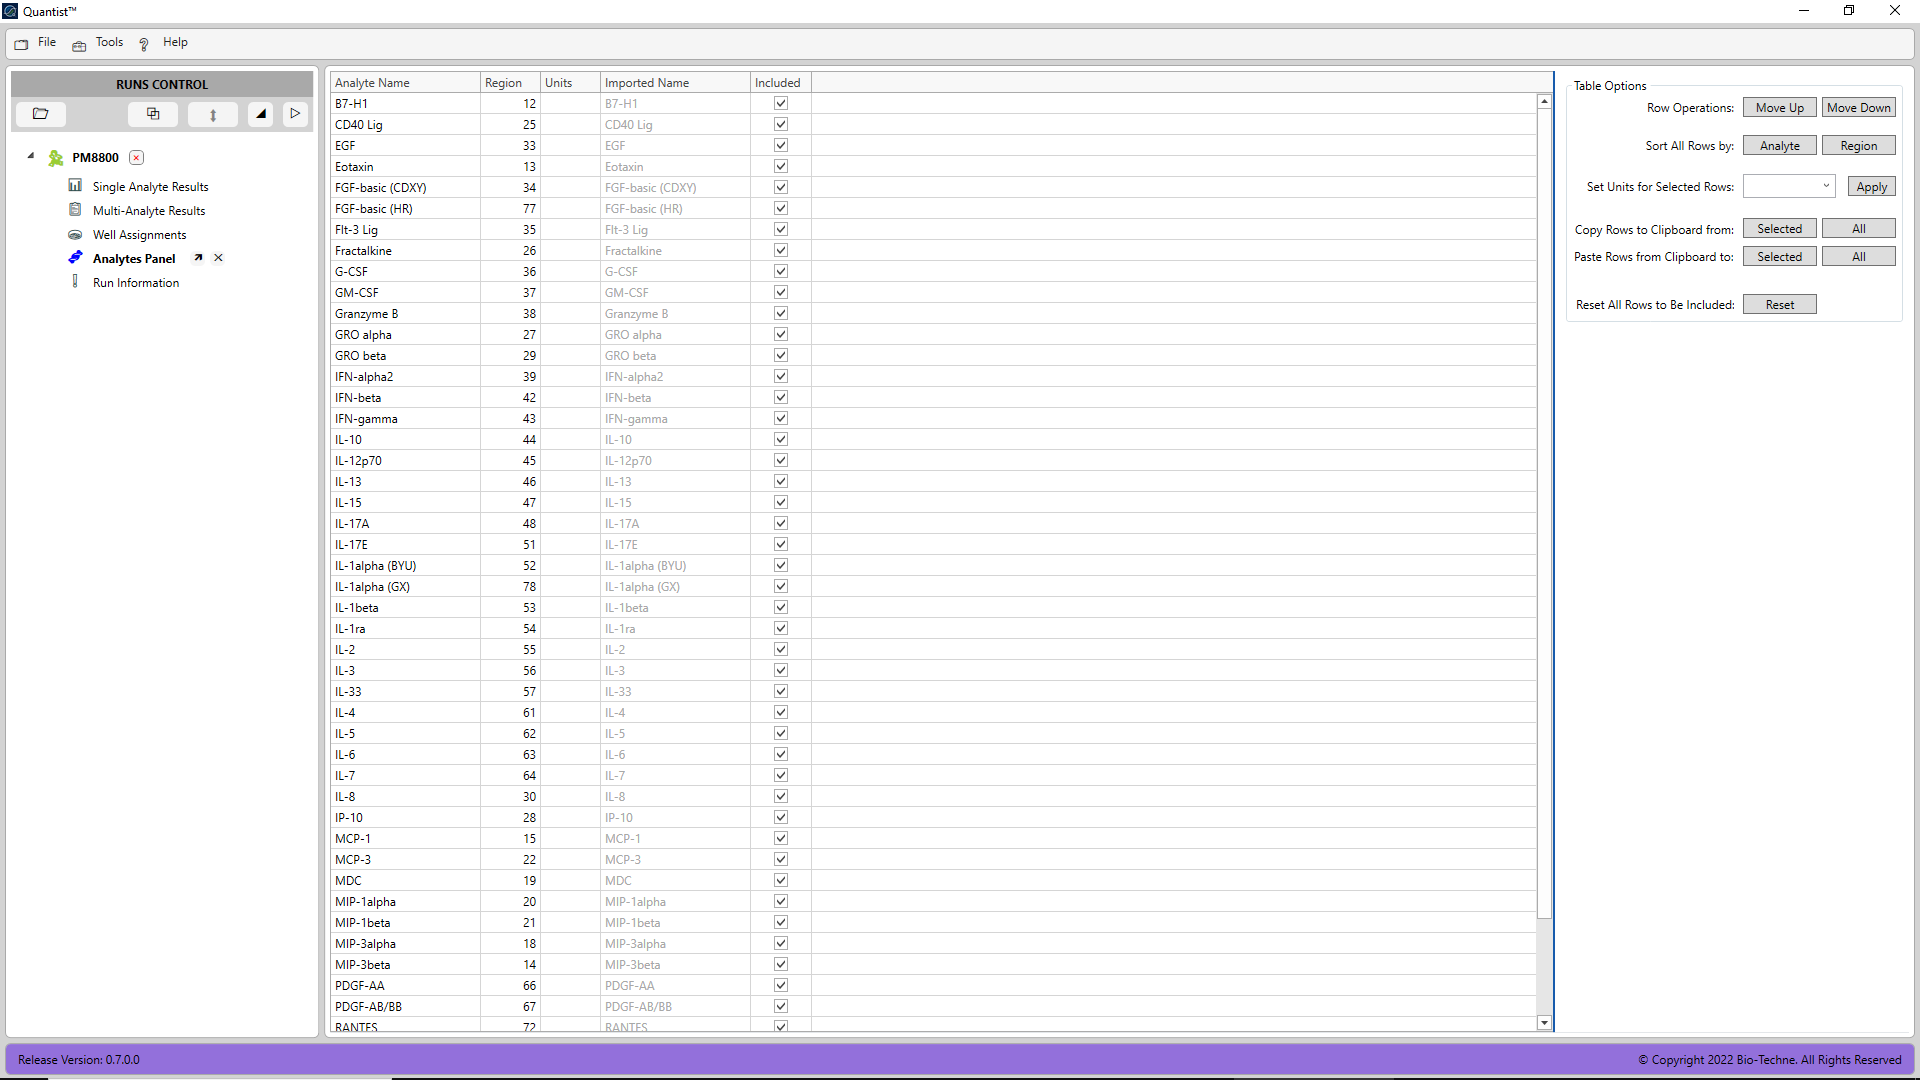 Quantist™
File Tools Help
RUNS CONTROL
PM8800
Single Analyte Results
Multi-Analyte Results
Well Assignments
Analytes Panel
Run Information
Analyte Name Region Units Imported Name Included
B7-H1 12 B7-H1
CD40 Lig 25 CD40 Lig
EGF 33 EGF
Eotaxin 13 Eotaxin
FGF-basic (CDXY) 34 FGF-basic (CDXY)
FGF-basic (HR) 77 FGF-basic (HR)
Flt-3 Lig 35 Flt-3 Lig
Fractalkine 26 Fractalkine
G-CSF 36 G-CSF
GM-CSF 37 GM-CSF
Granzyme B 38 Granzyme B
GRO alpha 27 GRO alpha
GRO beta 29 GRO beta
IFN-alpha2 39 IFN-alpha2
IFN-beta 42 IFN-beta
IFN-gamma 43 IFN-gamma
IL-10 44 IL-10
IL-12p70 45 IL-12p70
IL-13 46 IL-13
IL-15 47 IL-15
IL-17A 48 IL-17A
IL-17E 51 IL-17E
IL-1alpha (BYU) 52 IL-1alpha (BYU)
IL-1alpha (GX) 78 IL-1alpha (GX)
IL-1beta 53 IL-1beta
IL-1ra 54 IL-1ra
IL-2 55 IL-2
IL-3 56 IL-3
IL-33 57 IL-33
IL-4 61 IL-4
IL-5 62 IL-5
IL-6 63 IL-6
IL-7 64 IL-7
IL-8 30 IL-8
IP-10 28 IP-10
MCP-1 15 MCP-1
MCP-3 22 MCP-3
MDC 19 MDC
MIP-1alpha 20 MIP-1alpha
MIP-1beta 21 MIP-1beta
MIP-3alpha 18 MIP-3alpha
MIP-3beta 14 MIP-3beta
PDGF-AA 66 PDGF-AA
PDGF-AB/BB 67 PDGF-AB/BB
RANTES 72 RANTES
Table Options
Row Operations: Move Up Move Down
Sort All Rows by: Analyte Region
Set Units for Selected Rows: Apply
Copy Rows to Clipboard from: Selected All
Paste Rows from Clipboard to: Selected All
Reset All Rows to Be Included: Reset
Release Version: 0.7.0.0
© Copyright 2022 Bio-Techne. All Rights Reserved